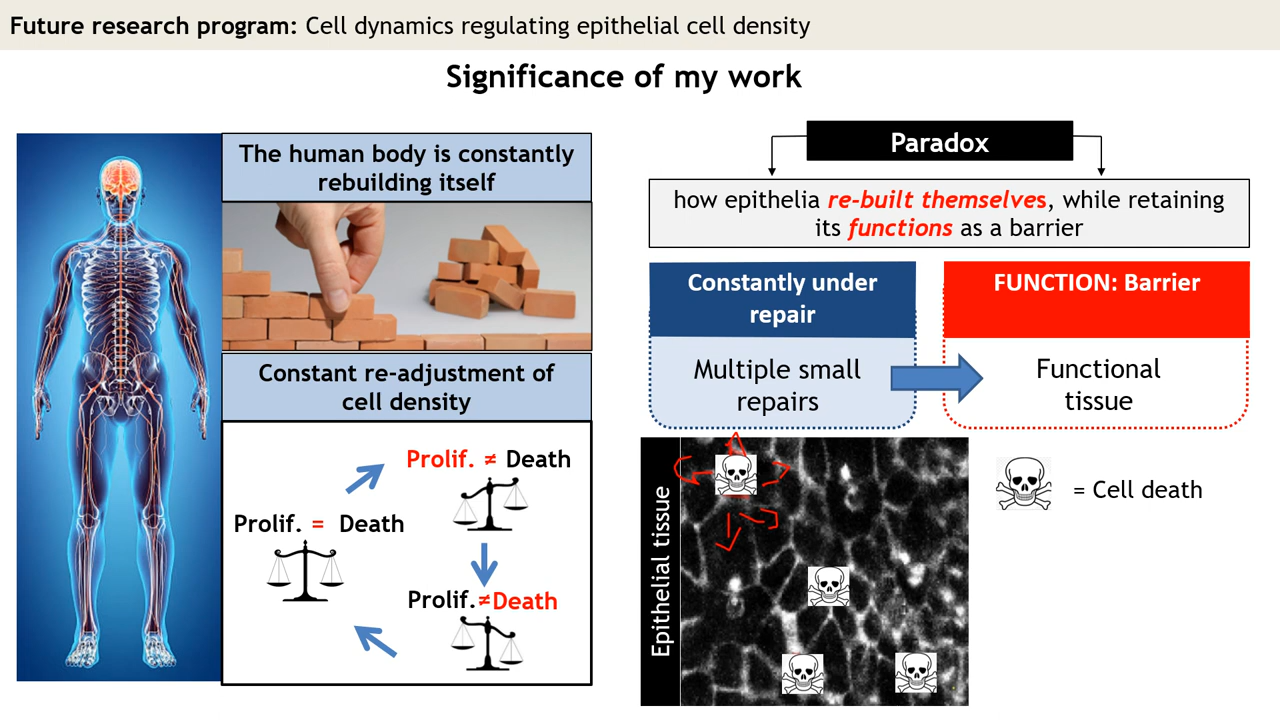 Future research program: Cell dynamics regulating epithelial cell density
Significance of my work
The human body is constantly
rebuilding itself
Constant re-adjustment of
cell density
Prolif. ≠ Death
Prolif. = Death
Prolif.≠Death
Paradox
how epithelia re-built themselves, while retaining
its functions as a barrier
Constantly under
repair
Multiple small
repairs
FUNCTION: Barrier
Functional
tissue
Epithelial tissue
= Cell death